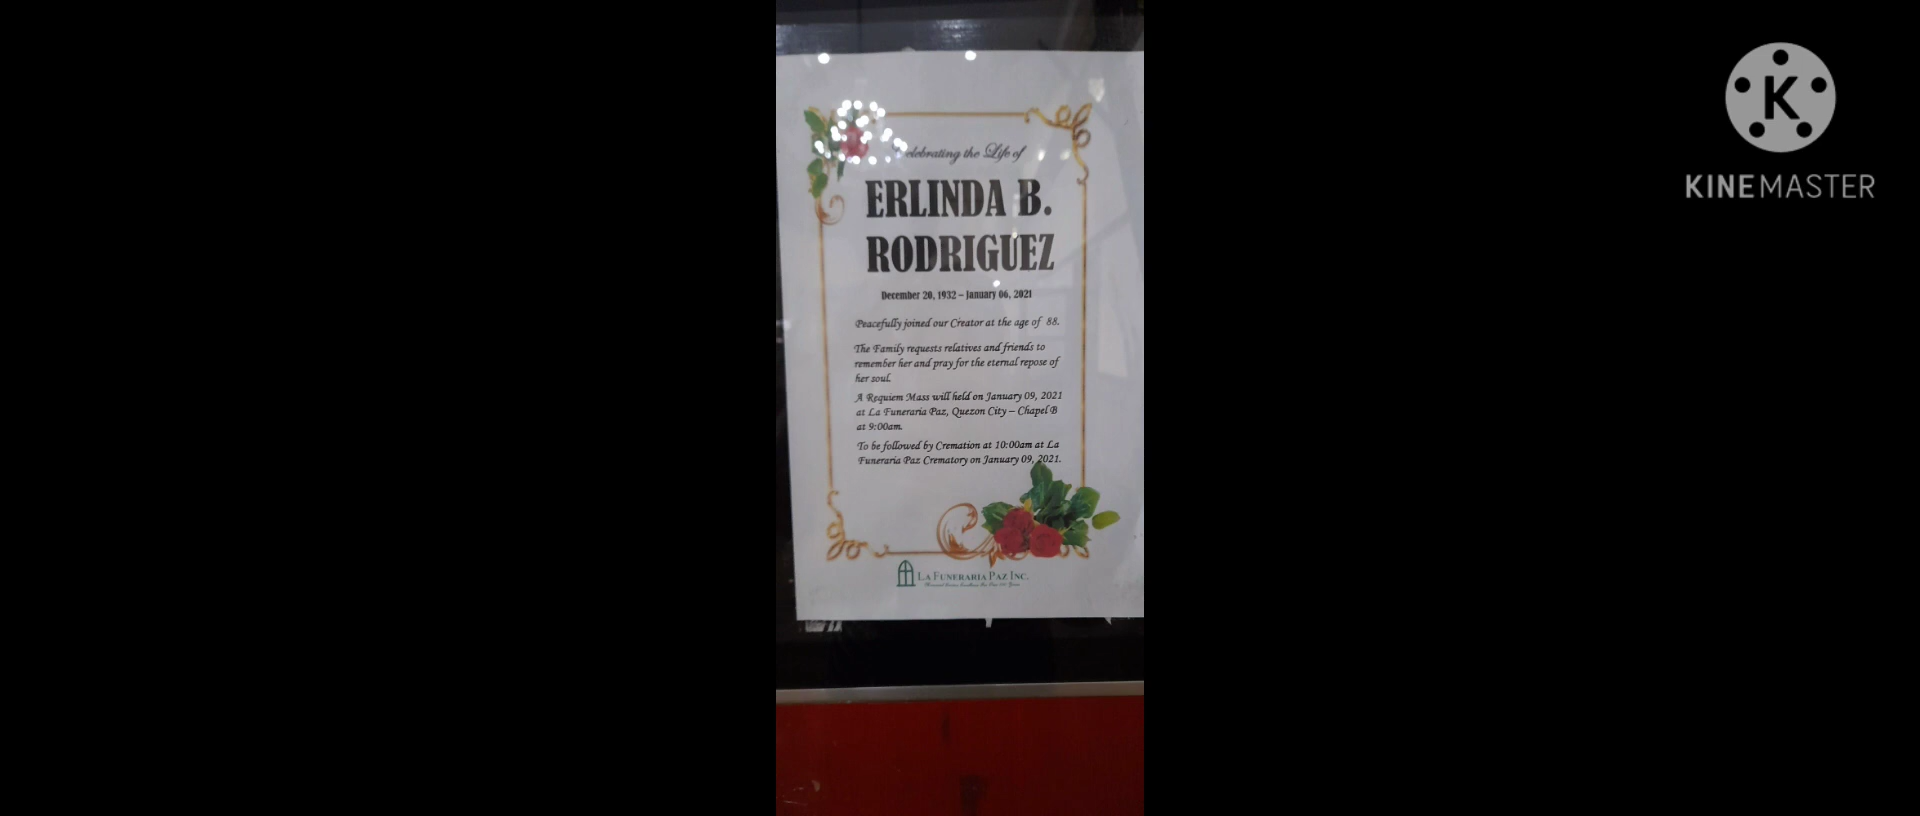 Celebrating the Life of
ERLINDA B.
RODRIGUEZ
December 20, 1932 – January 06, 2021
Peacefully joined our Creator at the age of 88.
The Family requests relatives and friends to
remember her and pray for the eternal repose of
her soul.
A Requiem Mass will held on January 09, 2021
at La Funeraria Paz, Quezon City – Chapel B
at 9:00am.
To be followed by Cremation at 10:00am at La
Funeraria Paz Crematory on January 09, 2021.
LA FUNERARIA PAZ INC.
K
KINEMASTER